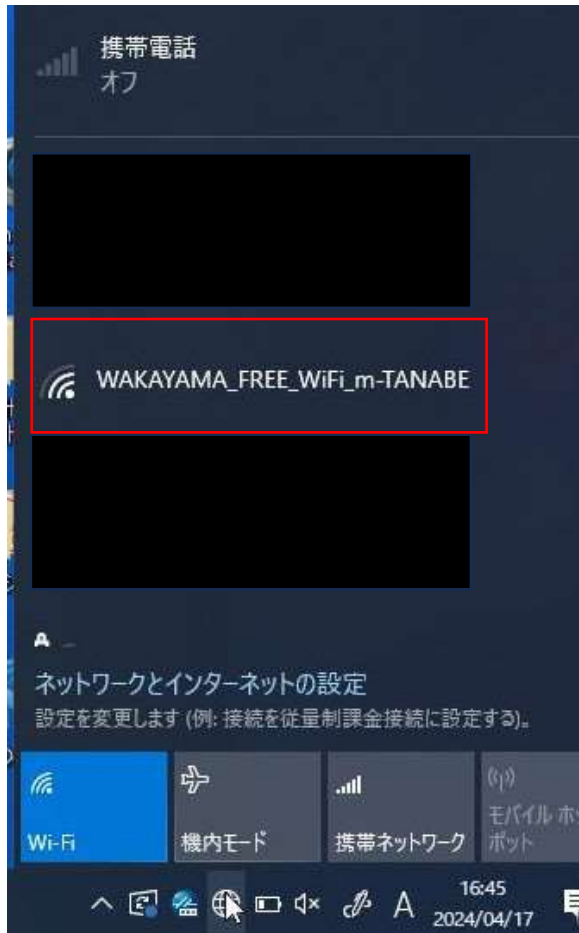 携帯電話
オフ
WAKAYAMA_FREE_WiFi_m-TANABE
ネットワークとインターネットの設定
設定を変更します (例: 接続を従量制課金接続に設定する)。
Wi-Fi
機内モード
携帯ネットワーク
モバイル ホ
ポット
A
16:45
2024/04/17